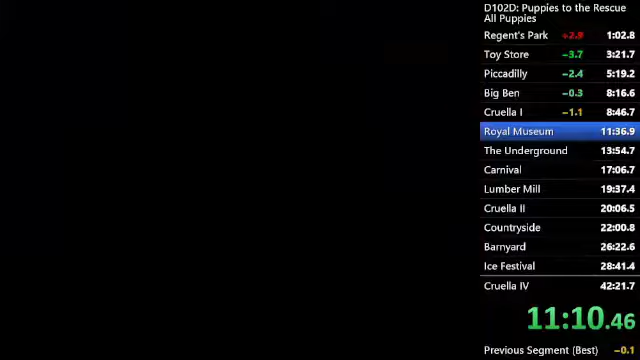 D102D: Puppies to the Rescue
All Puppies
Regent's Park +2.9 1:02.8
Toy Store −3.7 3:21.7
Piccadilly −2.4 5:19.2
Big Ben −0.3 8:16.6
Cruella I −1.1 8:46.7
Royal Museum 11:36.9
The Underground 13:54.7
Carnival 17:06.7
Lumber Mill 19:37.4
Cruella II 20:06.5
Countryside 22:00.8
Barnyard 26:22.6
Ice Festival 28:41.4
Cruella IV 42:21.7
11:10.46
Previous Segment (Best) −0.1